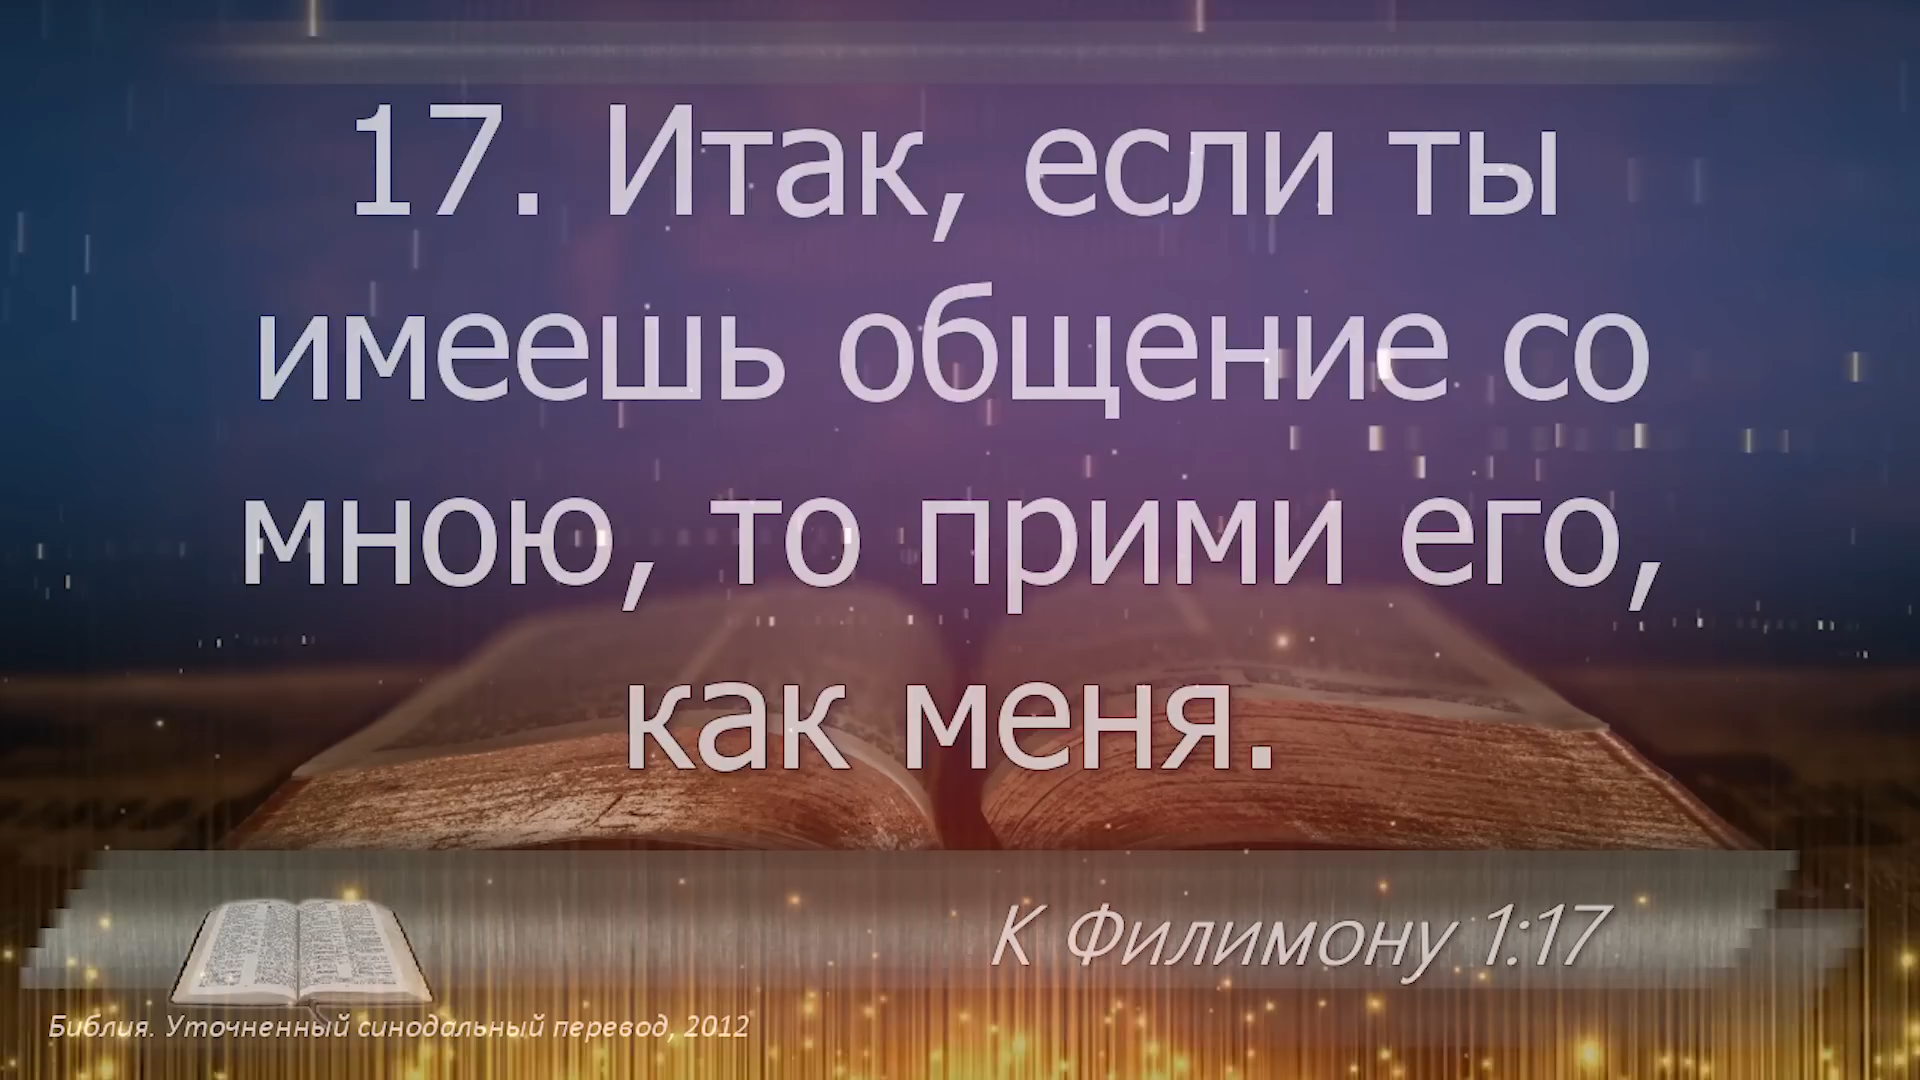 17. Итак, если ты
имеешь общение со
мною, то прими его,
как меня.
К Филимону 1:17
Библия. Уточненный синодальный перевод, 2012